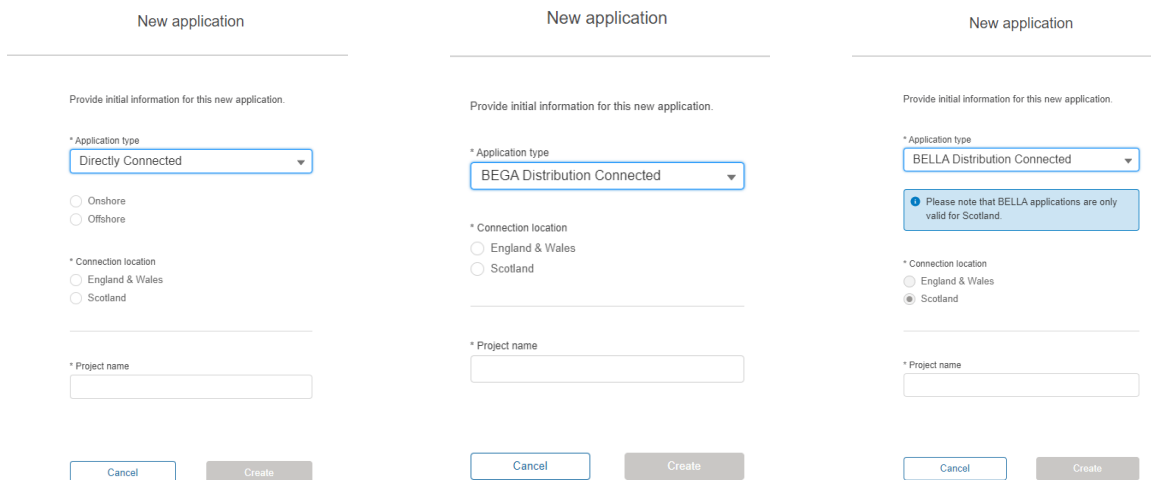 New application
Provide initial information for this new application.
* Application type
Directly Connected
Onshore
Offshore
* Connection location
England & Wales
Scotland
* Project name
Cancel
Create
New application
Provide initial information for this new application.
* Application type
BEGA Distribution Connected
* Connection location
England & Wales
Scotland
* Project name
Cancel
Create
New application
Provide initial information for this new application.
* Application type
BELLA Distribution Connected
Please note that BELLA applications are only
valid for Scotland.
* Connection location
England & Wales
Scotland
* Project name
Cancel
Create